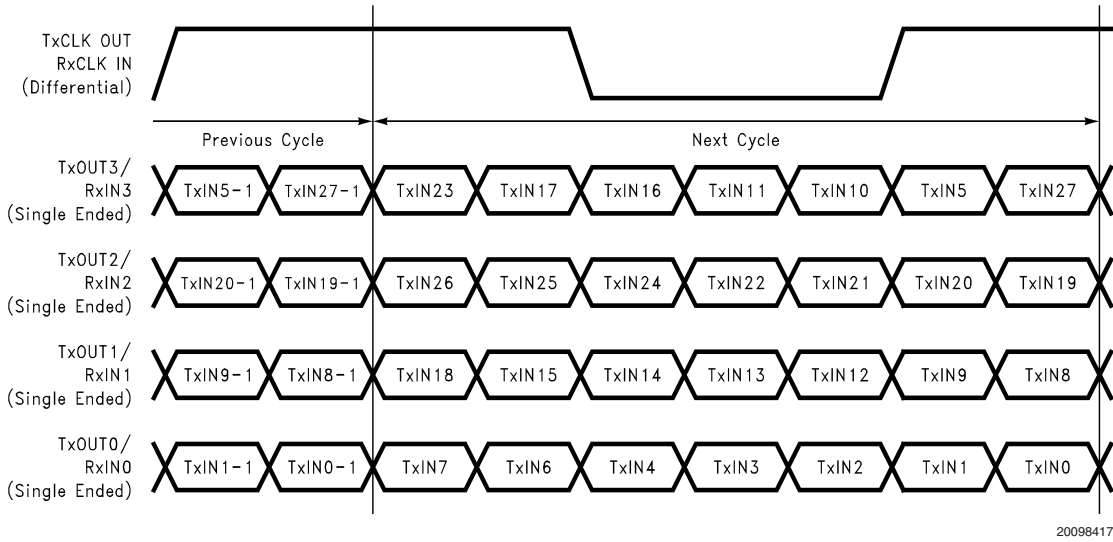 TxCLK OUT
RxCLK IN
(Differential)
Previous Cycle
Next Cycle
TxOUT3/
RxIN3
(Single Ended)
TxIN5-1 TxIN27-1 TxIN23 TxIN17 TxIN16 TxIN11 TxIN10 TxIN5 TxIN27
TxOUT2/
RxIN2
(Single Ended)
TxIN20-1 TxIN19-1 TxIN26 TxIN25 TxIN24 TxIN22 TxIN21 TxIN20 TxIN19
TxOUT1/
RxIN1
(Single Ended)
TxIN9-1 TxIN8-1 TxIN18 TxIN15 TxIN14 TxIN13 TxIN12 TxIN9 TxIN8
TxOUT0/
RxIN0
(Single Ended)
TxIN1-1 TxIN0-1 TxIN7 TxIN6 TxIN4 TxIN3 TxIN2 TxIN1 TxIN0
20098417